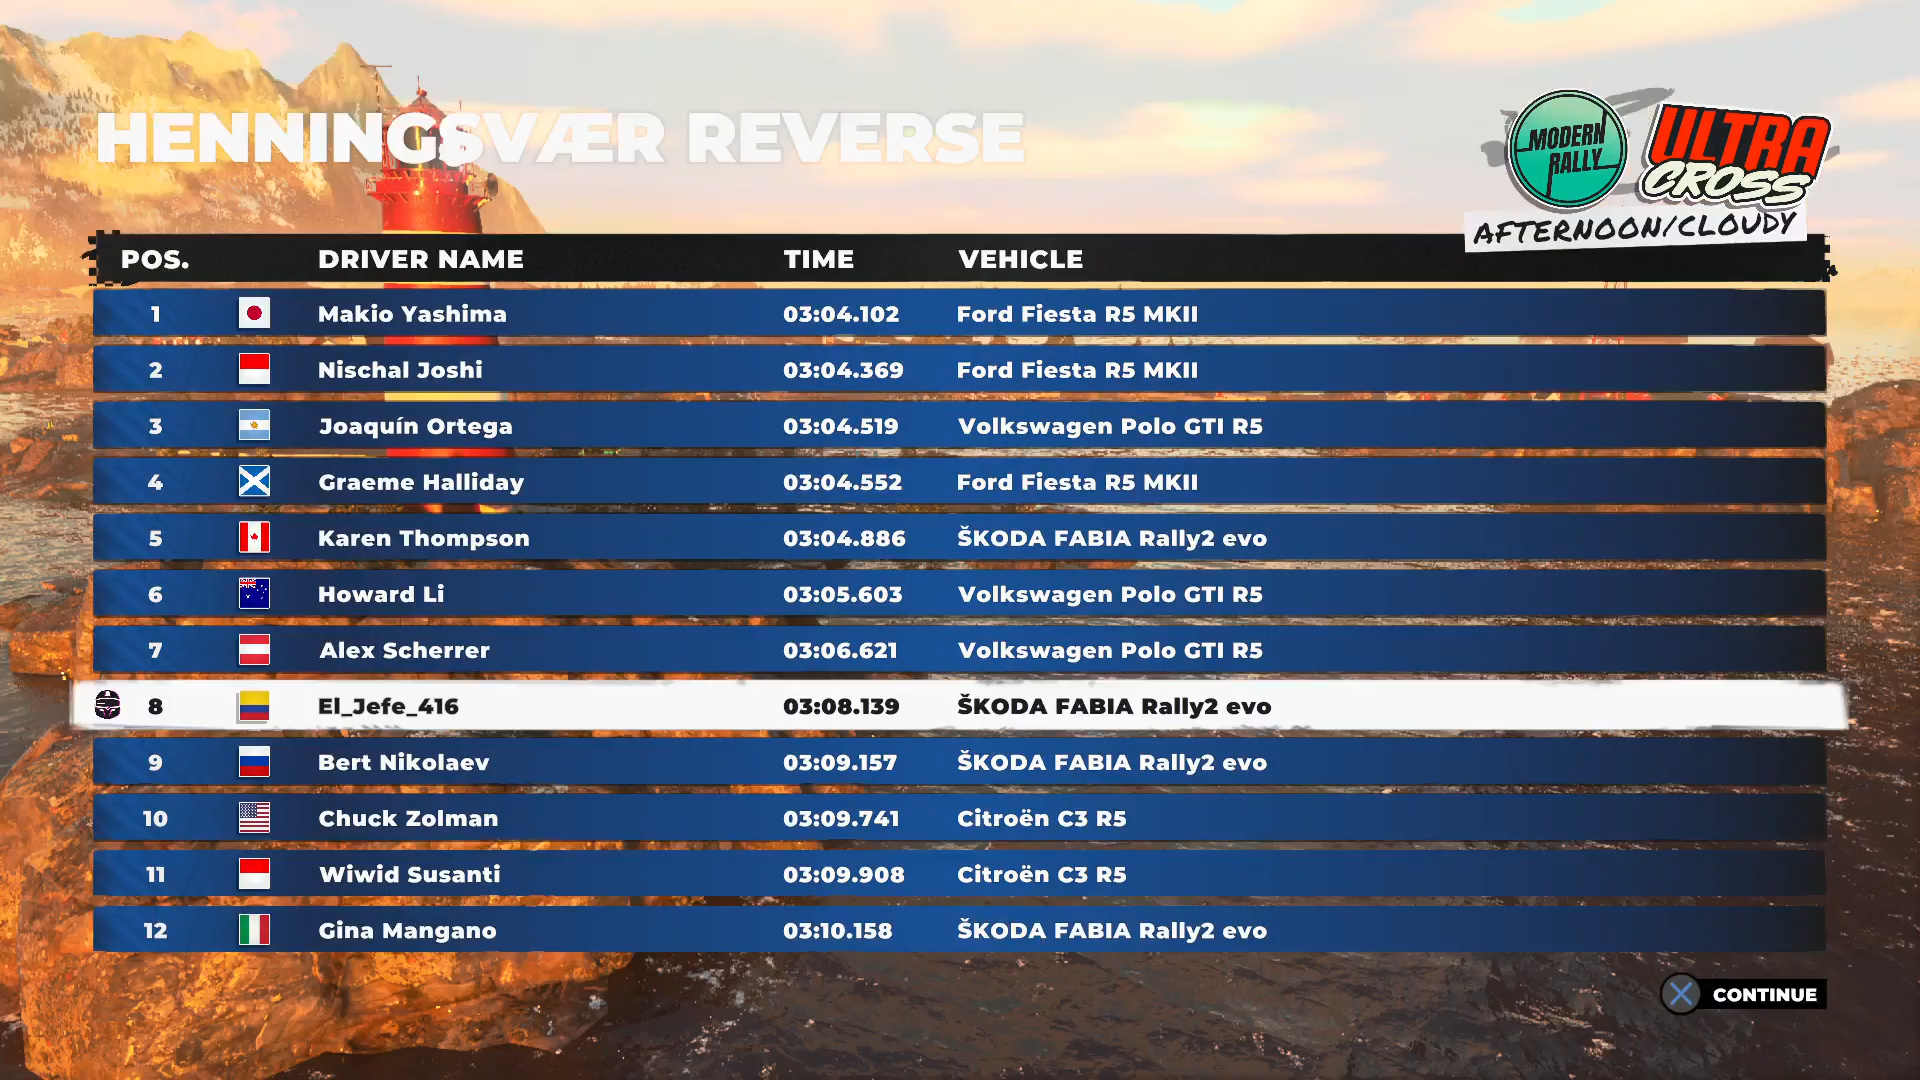 HENNINGSVÆR REVERSE
MODERN
RALLY
ULTRA
CROSS
AFTERNOON/CLOUDY
POS. DRIVER NAME TIME VEHICLE
1 Makio Yashima 03:04.102 Ford Fiesta R5 MKII
2 Nischal Joshi 03:04.369 Ford Fiesta R5 MKII
3 Joaquín Ortega 03:04.519 Volkswagen Polo GTI R5
4 Graeme Halliday 03:04.552 Ford Fiesta R5 MKII
5 Karen Thompson 03:04.886 ŠKODA FABIA Rally2 evo
6 Howard Li 03:05.603 Volkswagen Polo GTI R5
7 Alex Scherrer 03:06.621 Volkswagen Polo GTI R5
8 El_Jefe_416 03:08.139 ŠKODA FABIA Rally2 evo
9 Bert Nikolaev 03:09.157 ŠKODA FABIA Rally2 evo
10 Chuck Zolman 03:09.741 Citroën C3 R5
11 Wiwid Susanti 03:09.908 Citroën C3 R5
12 Gina Mangano 03:10.158 ŠKODA FABIA Rally2 evo
CONTINUE